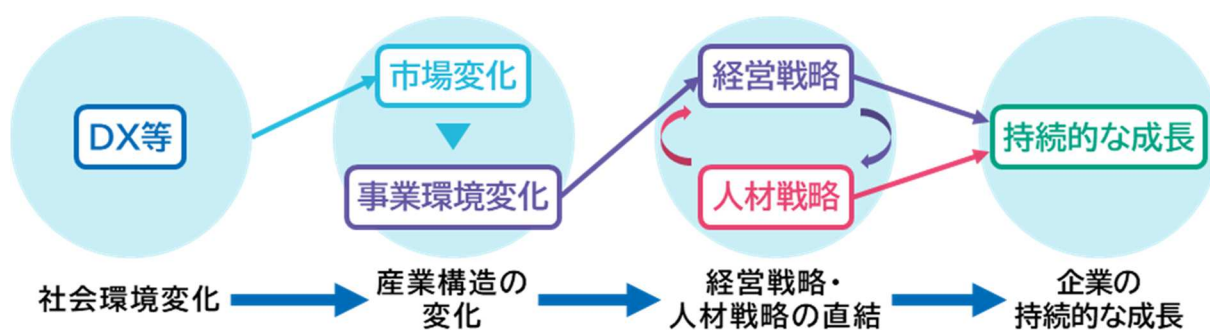 DX等
市場変化
事業環境変化
経営戦略
人材戦略
持続的な成長
社会環境変化
産業構造の
変化
経営戦略・
人材戦略の直結
企業の
持続的な成長